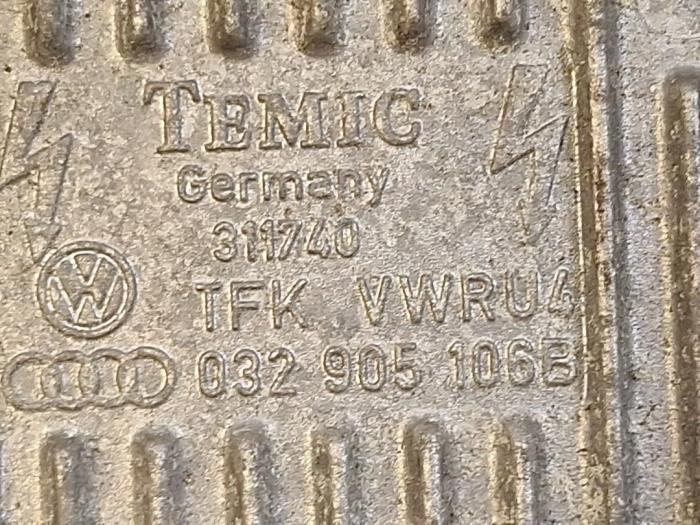 TEMIC
Germany
311740
TFK VWRU4
032 905 106B